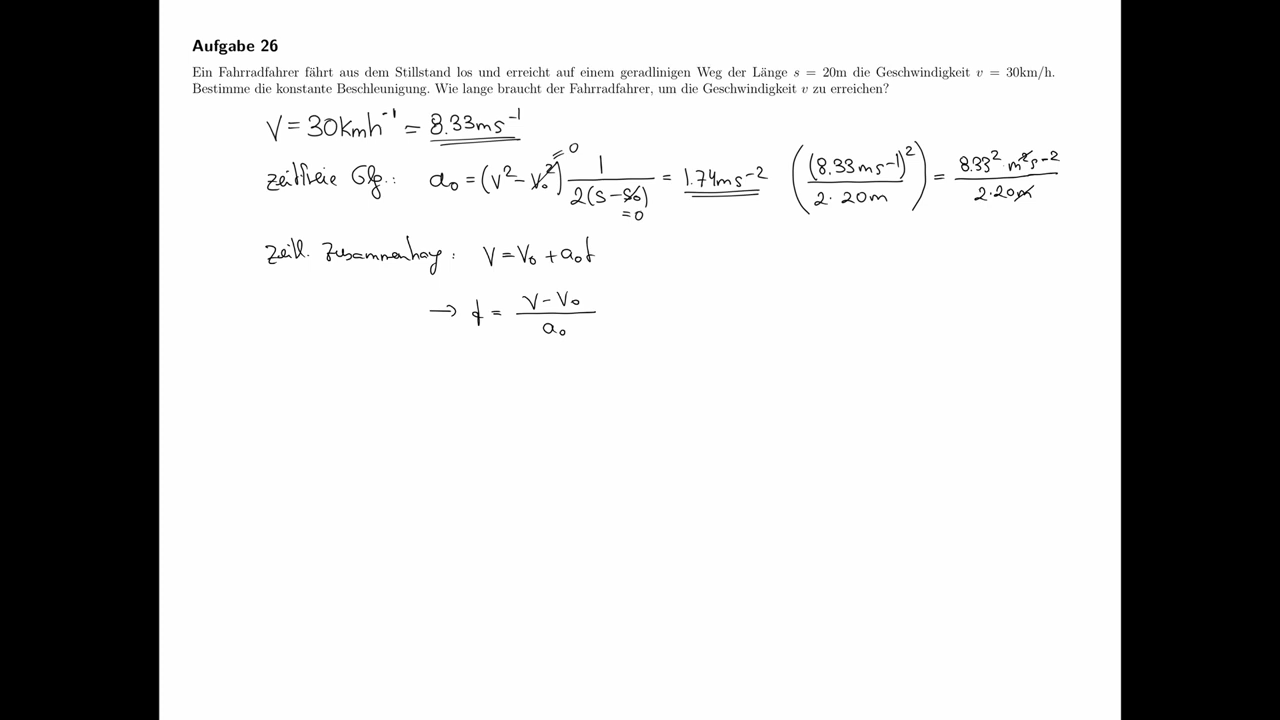 Aufgabe 26
Ein Fahrradfahrer fährt aus dem Stillstand los und erreicht auf einem geradlinigen Weg der Länge s = 20m die Geschwindigkeit v = 30km/h.
Bestimme die konstante Beschleunigung. Wie lange braucht der Fahrradfahrer, um die Geschwindigkeit v zu erreichen?
V = 30kmh⁻¹ = 8.33ms⁻¹
zeitfreie Glg.: a₀ = (v² - v₀²) 1/(2(s - s₀)) = 1.74ms⁻² ((8.33ms⁻¹)²/(2·20m)) = 8.33²·m²s⁻²/(2·20m)
=0
=0
Zeitl. Zusammenhang: V = V₀ + a₀t
→ t = (V - V₀)/a₀